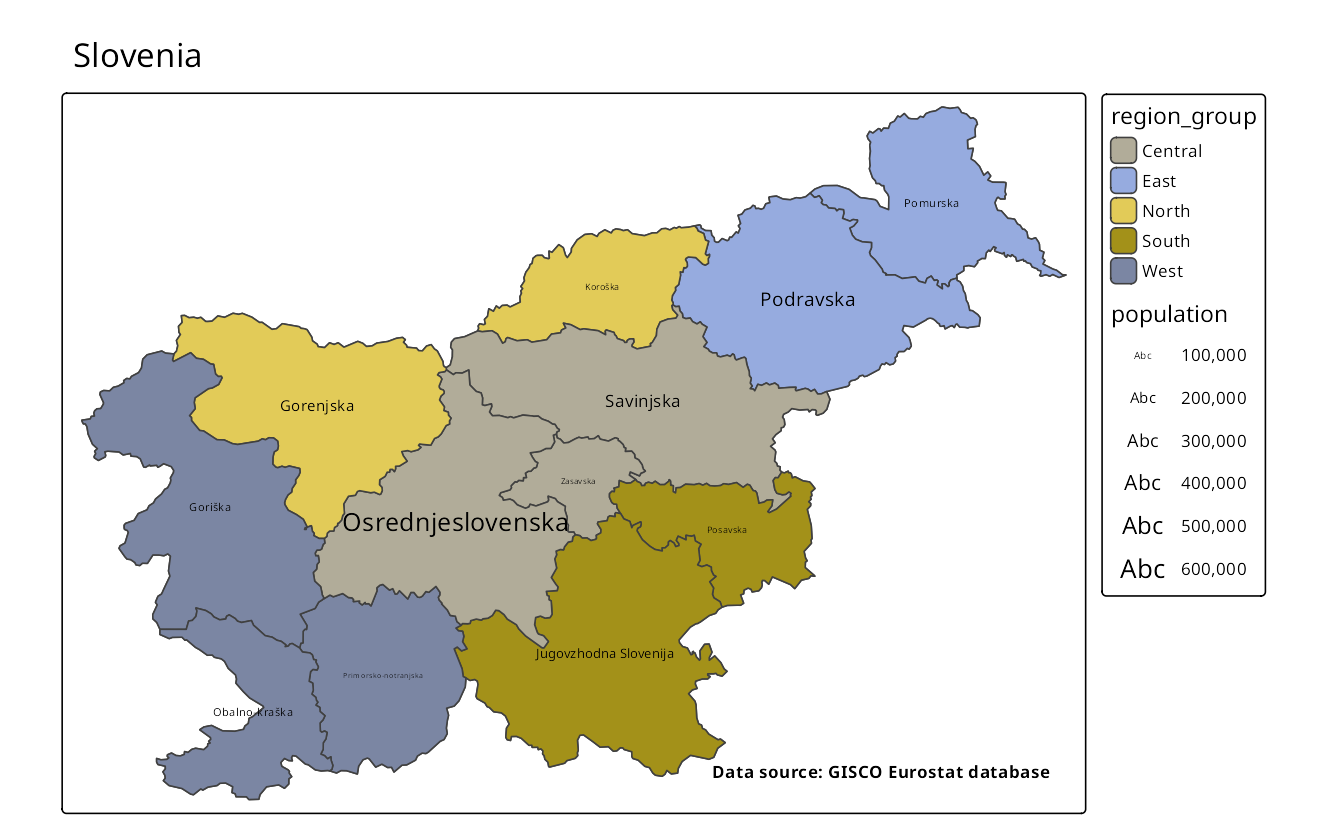 Slovenia
Pomurska
Koroška
Podravska
Gorenjska
Savinjska
Zasavska
Goriška
Osrednjeslovenska
Posavska
Jugovzhodna Slovenija
Primorsko-notranjska
Obalno-kraška
Data source: GISCO Eurostat database
region_group
Central
East
North
South
West
population
Abc 100,000
Abc 200,000
Abc 300,000
Abc 400,000
Abc 500,000
Abc 600,000